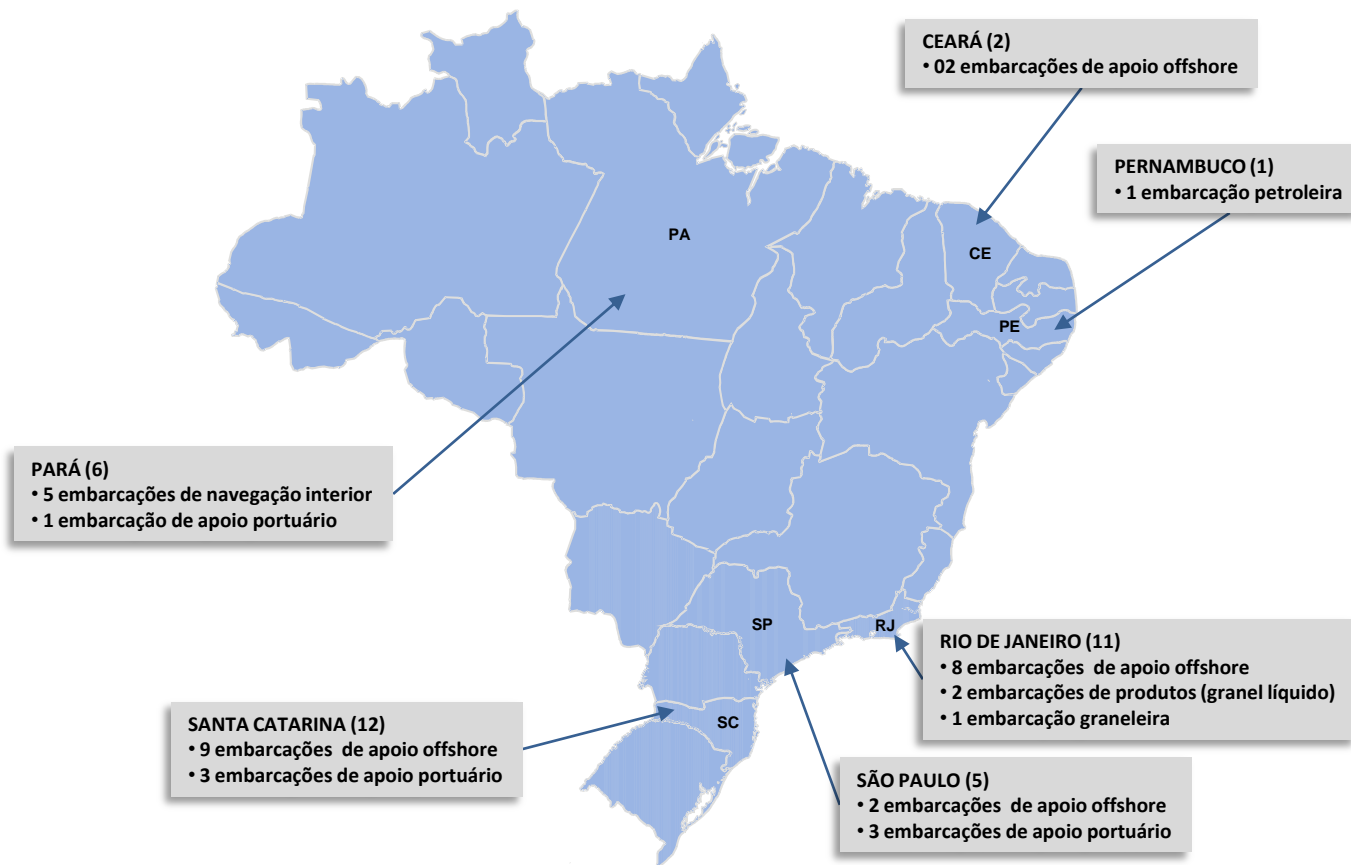 CEARÁ (2)
• 02 embarcações de apoio offshore
PERNAMBUCO (1)
• 1 embarcação petroleira
PA
CE
PE
PARÁ (6)
• 5 embarcações de navegação interior
• 1 embarcação de apoio portuário
SP
RJ
RIO DE JANEIRO (11)
• 8 embarcações de apoio offshore
• 2 embarcações de produtos (granel líquido)
• 1 embarcação graneleira
SANTA CATARINA (12)
• 9 embarcações de apoio offshore
• 3 embarcações de apoio portuário
SC
SÃO PAULO (5)
• 2 embarcações de apoio offshore
• 3 embarcações de apoio portuário